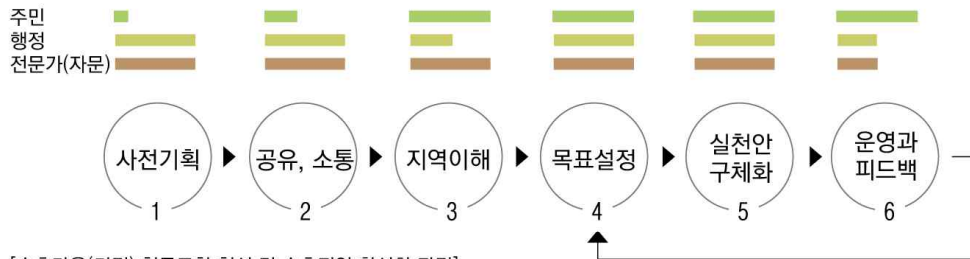 주민
행정
전문가(자문)
사전기획
공유, 소통
지역이해
목표설정
실천안
구체화
운영과
피드백
1
2
3
4
5
6